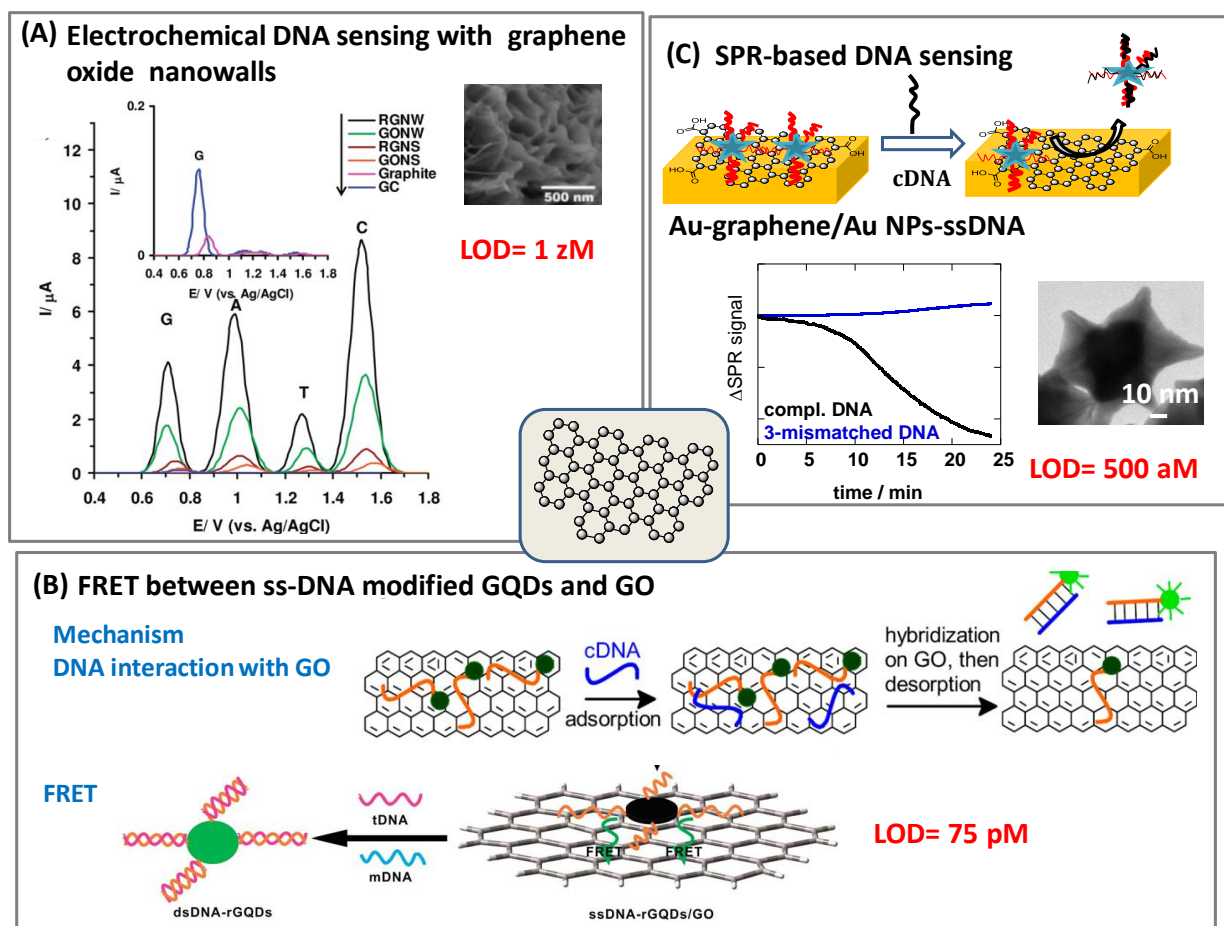 (A) Electrochemical DNA sensing with graphene
oxide nanowalls
0.2
I/ μA
0
G
0.4 0.6 0.8 1 1.2 1.4 1.6 1.8
E/ V (vs. Ag/AgCl)
RGNW
GONW
RGNS
GONS
Graphite
GC
500 nm
LOD= 1 zM
I/ μA
12
10
8
6
4
2
0
G
A
T
C
0.4 0.6 0.8 1 1.2 1.4 1.6 1.8
E/ V (vs. Ag/AgCl)
(C) SPR-based DNA sensing
cDNA
Au-graphene/Au NPs-ssDNA
ΔSPR signal
compl. DNA
3-mismatched DNA
0 5 10 15 20 25
time / min
10 nm
LOD= 500 aM
(B) FRET between ss-DNA modified GQDs and GO
Mechanism
DNA interaction with GO
cDNA
adsorption
hybridization
on GO, then
desorption
FRET
tDNA
mDNA
dsDNA-rGQDs
FRET FRET
ssDNA-rGQDs/GO
LOD= 75 pM